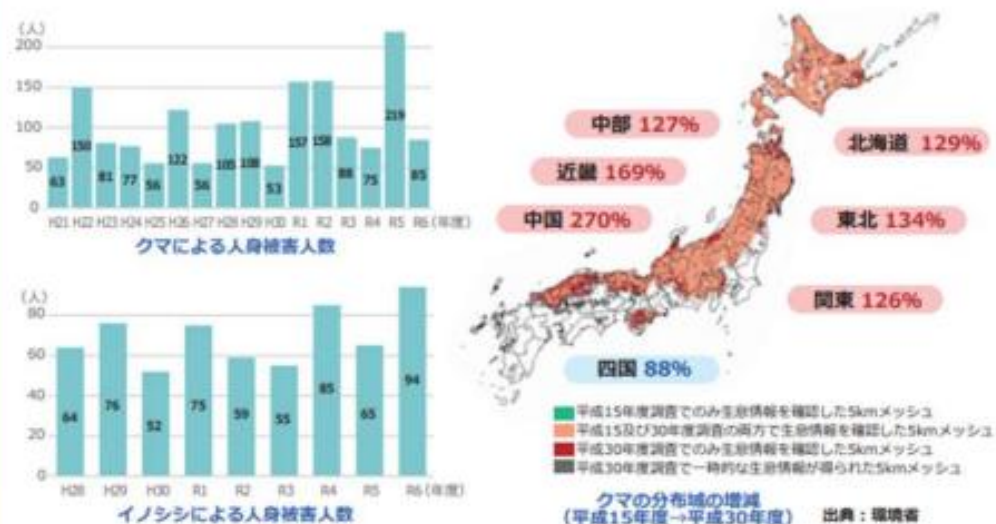 (人)
200
150
100
50
0
63 150 81 77 56 122 56 105 108 53 157 158 88 75 219 85
H21 H22 H23 H24 H25 H26 H27 H28 H29 H30 R1 R2 R3 R4 R5 R6 (年度)
クマによる人身被害人数
(人)
80
60
40
20
0
64 76 52 75 59 55 85 65 94
H28 H29 H30 R1 R2 R3 R4 R5 R6 (年度)
イノシシによる人身被害人数
中部 127%
北海道 129%
近畿 169%
中国 270%
東北 134%
関東 126%
四国 88%
平成15年度調査でのみ生息情報を確認した5kmメッシュ
平成15及び30年度調査の両方で生息情報を確認した5kmメッシュ
平成30年度調査でのみ生息情報を確認した5kmメッシュ
平成30年度調査で一時的な生息情報が得られた5kmメッシュ
クマの分布域の増減
(平成15年度→平成30年度)
出典：環境省